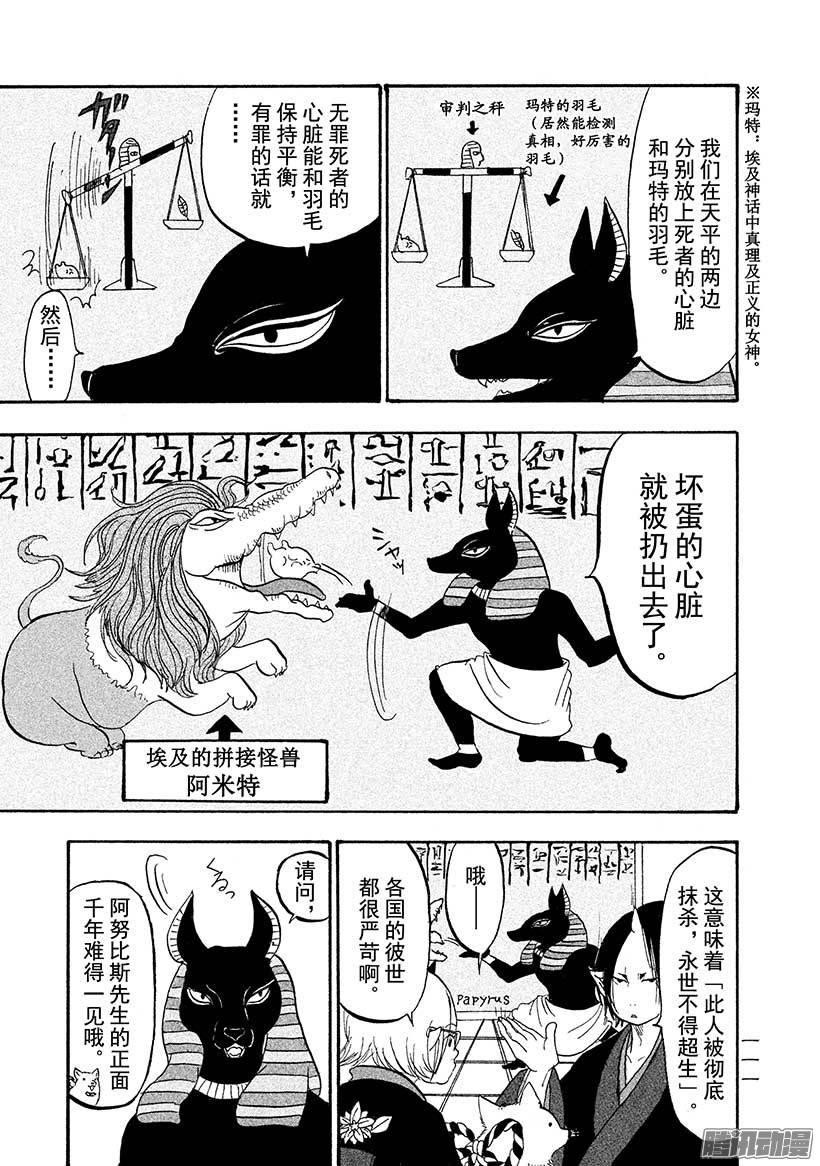 ※玛特：埃及神话中真理及正义的女神。
我们在天平的两边
分别放上死者的心脏
和玛特的羽毛。
玛特的羽毛
（居然能检测
真相，好厉害的
羽毛）
审判之秤
无罪死者的
心脏能和羽毛
保持平衡，
有罪的话就
……
ガダッ
然后……
坏蛋的心脏
就被扔出去了。
ニャッ
埃及的拼接怪兽
阿米特
这意味着「此人被彻底
抹杀，永世不得超生」。
哦——
Papyrus
各国的彼世
都很严苛啊。
请问，
阿努比斯先生的正面
千年难得一见哦。
一一一
腾讯动漫